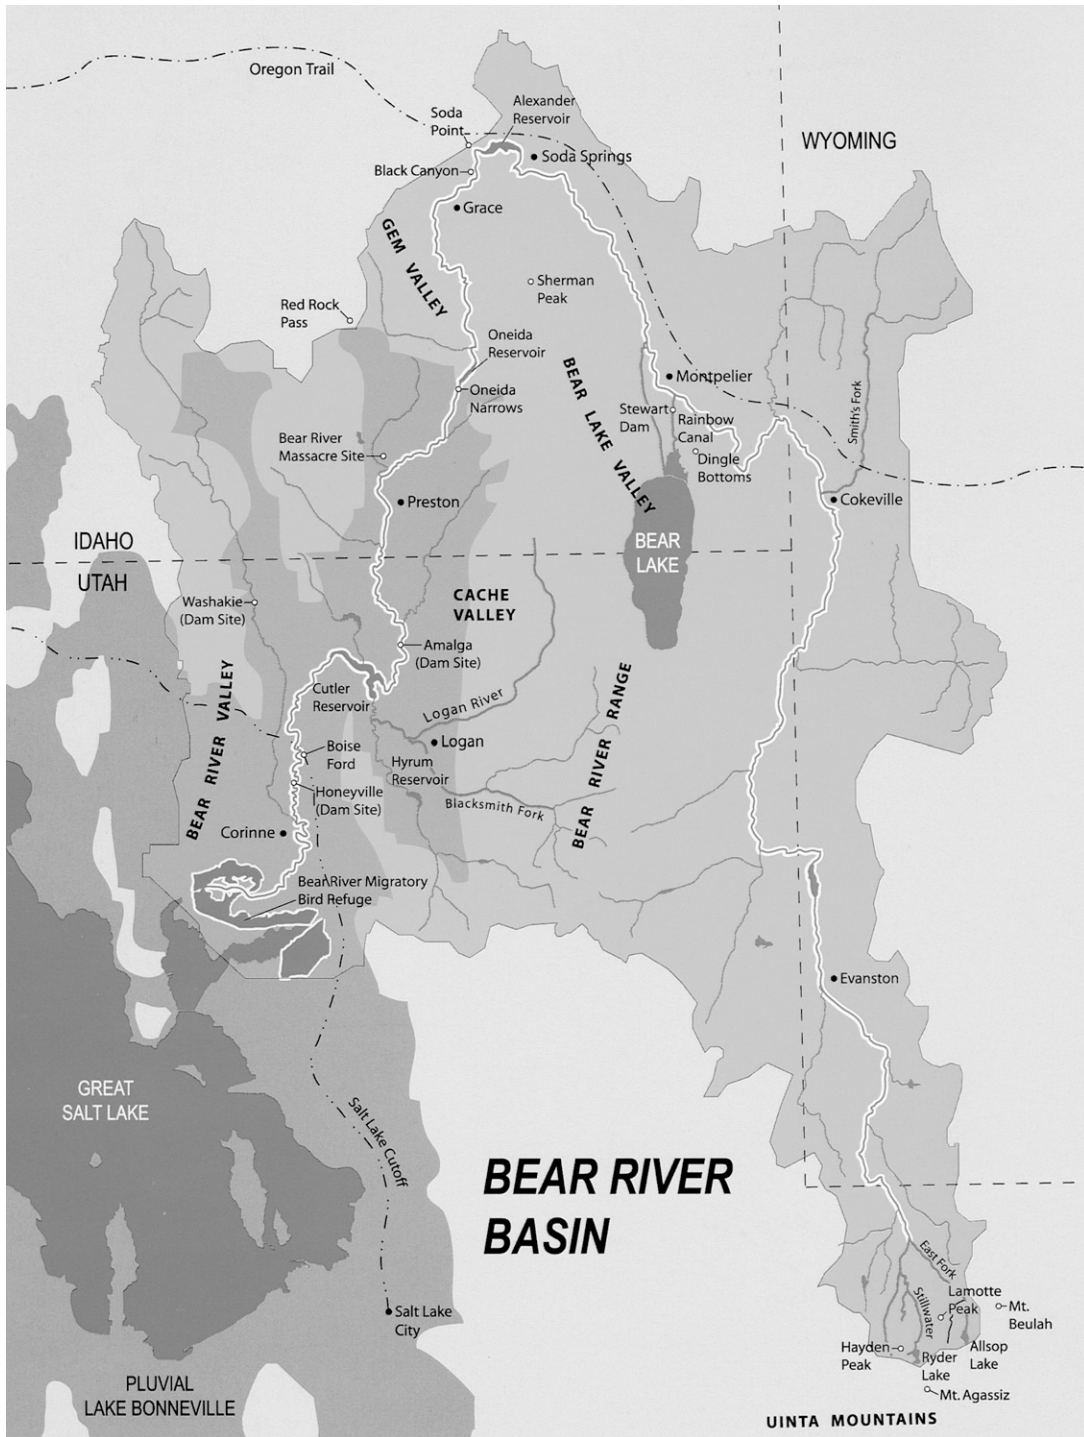 Oregon Trail
Soda
Point
Alexander
Reservoir
WYOMING
Soda Springs
Black Canyon
Grace
GEM VALLEY
Sherman
Peak
Red Rock
Pass
Oneida
Reservoir
BEAR LAKE VALLEY
Montpelier
Oneida
Narrows
Smith's Fork
Stewart
Dam
Rainbow
Canal
Bear River
Massacre Site
Dingle
Bottoms
Preston
Cokeville
IDAHO
UTAH
BEAR
LAKE
Washakie
(Dam Site)
CACHE
VALLEY
Amalga
(Dam Site)
BEAR RIVER VALLEY
Cutler
Reservoir
Logan River
BEAR RIVER RANGE
Boise
Ford
Logan
Hyrum
Reservoir
Honeyville
(Dam Site)
Blacksmith Fork
Corinne
Bear River Migratory
Bird Refuge
Evanston
GREAT
SALT LAKE
Salt Lake Cutoff
BEAR RIVER
BASIN
East Fork
Stillwater
Lamotte
Peak
Mt.
Beulah
Salt Lake
City
Hayden
Peak
Ryder
Lake
Allsop
Lake
Mt. Agassiz
PLUVIAL
LAKE BONNEVILLE
UINTA MOUNTAINS